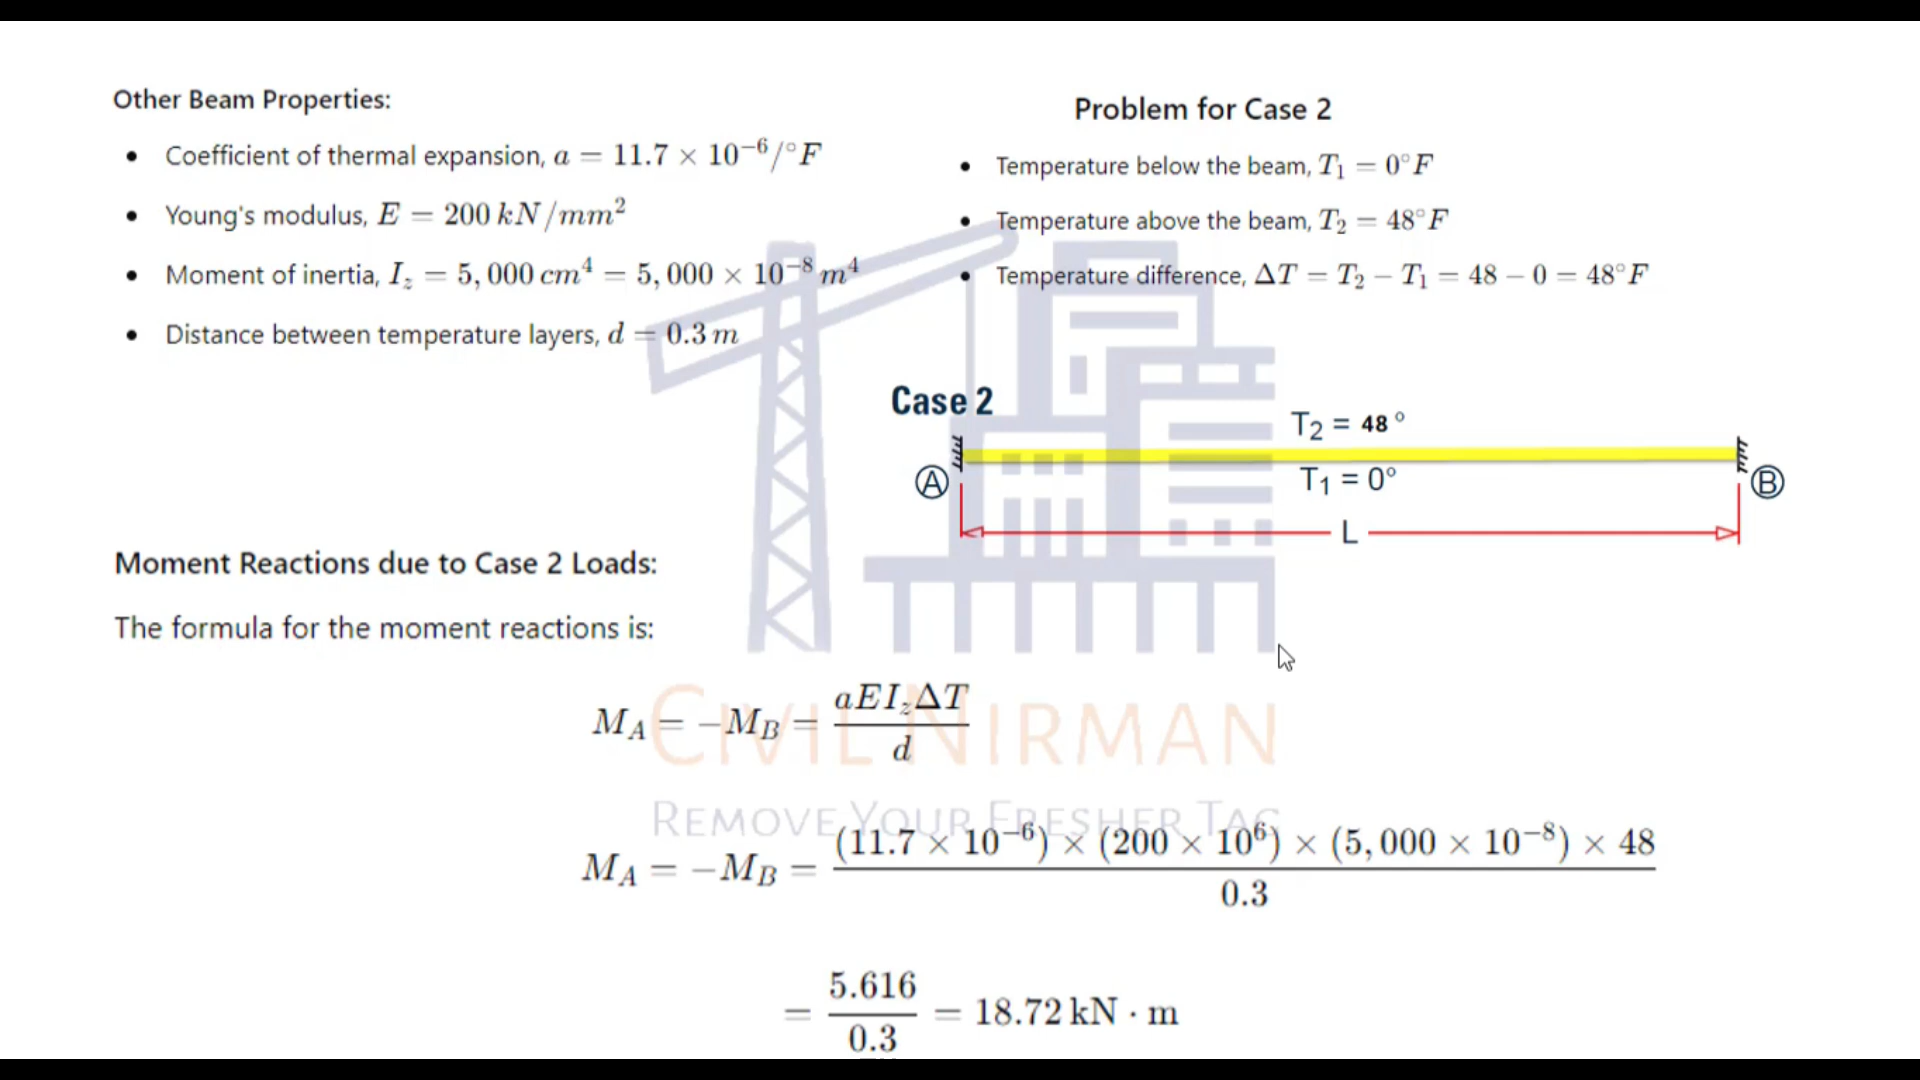 Other Beam Properties:
• Coefficient of thermal expansion, a = 11.7 × 10⁻⁶/°F
• Young's modulus, E = 200 kN/mm²
• Moment of inertia, I_z = 5,000 cm⁴ = 5,000 × 10⁻⁸ m⁴
• Distance between temperature layers, d = 0.3 m
Problem for Case 2
• Temperature below the beam, T₁ = 0°F
• Temperature above the beam, T₂ = 48°F
• Temperature difference, ΔT = T₂ − T₁ = 48 − 0 = 48°F
Case 2
T₂ = 48 °
A
T₁ = 0°
B
L
Moment Reactions due to Case 2 Loads:
The formula for the moment reactions is:
M_A = −M_B = aEI_zΔT / d
CIVIL NIRMAN
REMOVE YOUR FRESHER TAG
M_A = −M_B = (11.7 × 10⁻⁶) × (200 × 10⁶) × (5,000 × 10⁻⁸) × 48 / 0.3
= 5.616 / 0.3 = 18.72 kN · m